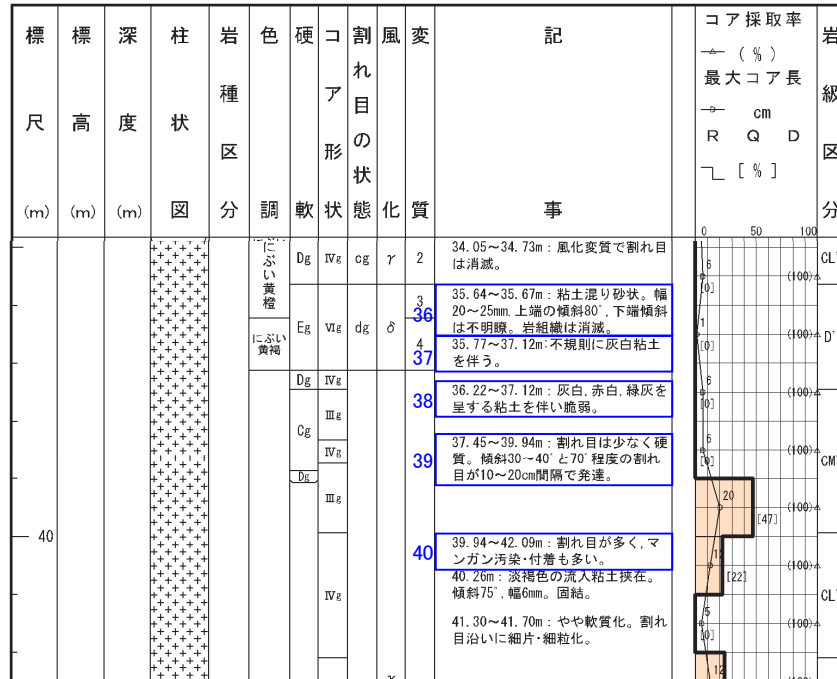 標尺(m)
標高(m)
深度(m)
柱状図
岩種区分
色調
硬軟
コア形状
割れ目の状態
風化
変質
記事
コア採取率
(%)
最大コア長
cm
RQD
[%]
岩級区分
0 50 100
にぶい黄橙
Dg IVg cg γ 2
34.05～34.73m：風化変質で割れ目
は消滅。
6
[0]
(100)
CL'
3
36
35.64～35.67m：粘土混り砂状。幅
20～25mm.上端の傾斜80°,下端傾斜
は不明瞭。岩組織は消滅。
Eg VIg dg δ
1
[0]
(100)
D'
にぶい
黄褐
4
37
35.77～37.12m:不規則に灰白粘土
を伴う。
Dg IVg
38
36.22～37.12m：灰白,赤白,緑灰を
呈する粘土を伴い脆弱。
6
[0]
(100)
Cg
IIIg
IVg
39
37.45～39.94m：割れ目は少なく硬
質。傾斜30～40°と70°程度の割れ
目が10～20cm間隔で発達。
6
[0]
(100)
Dg
IIIg
20
[47]
(100)
40
40
39.94～42.09m：割れ目が多く,マ
ンガン汚染・付着も多い。
[22]
(100)
40.26m：淡褐色の流入粘土挟在。
傾斜75°,幅6mm。固結。
IVg
CL'
41.30～41.70m：やや軟質化。割れ
目沿いに細片・細粒化。
5
[0]
(100)
12